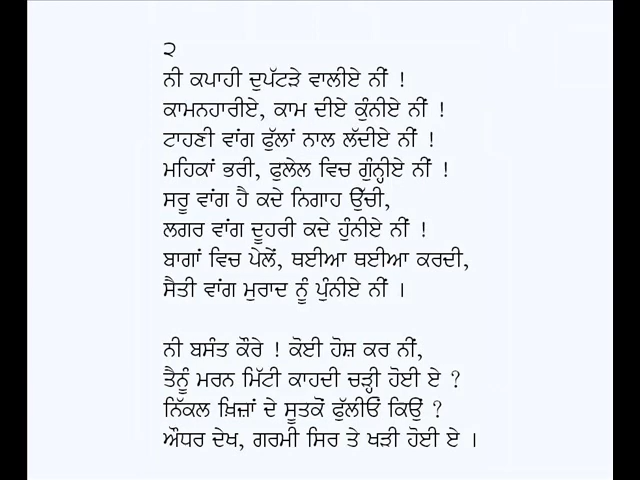 ੨
ਨੀ ਕਪਾਹੀ ਦੁਪੱਟੜੇ ਵਾਲੀਏ ਨੀਂ !
ਕਾਮਨਹਾਰੀਏ, ਕਾਮ ਦੀਏ ਕੁੰਨੀਏ ਨੀਂ !
ਟਾਹਣੀ ਵਾਂਗ ਫੁੱਲਾਂ ਨਾਲ ਲੱਦੀਏ ਨੀਂ !
ਮਹਿਕਾਂ ਭਰੀ, ਫੁਲੇਲ ਵਿਚ ਗੁੰਨ੍ਹੀਏ ਨੀਂ !
ਸਰੂ ਵਾਂਗ ਹੈ ਕਦੇ ਨਿਗਾਹ ਉੱਚੀ,
ਲਗਰ ਵਾਂਗ ਦੂਹਰੀ ਕਦੇ ਹੁੰਨੀਏ ਨੀਂ !
ਬਾਗਾਂ ਵਿਚ ਪੇਲੇਂ, ਥਈਆ ਥਈਆ ਕਰਦੀ,
ਸੈਤੀ ਵਾਂਗ ਮੁਰਾਦ ਨੂੰ ਪੁੰਨੀਏ ਨੀਂ ।
ਨੀ ਬਸੰਤ ਕੌਰੇ ! ਕੋਈ ਹੋਸ਼ ਕਰ ਨੀਂ,
ਤੈਨੂੰ ਮਰਨ ਮਿੱਟੀ ਕਾਹਦੀ ਚੜ੍ਹੀ ਹੋਈ ਏ ?
ਨਿੱਕਲ ਖ਼ਿਜ਼ਾਂ ਦੇ ਸੂਤਕੋਂ ਫੁੱਲੀਓਂ ਕਿਉਂ ?
ਔਧਰ ਦੇਖ, ਗਰਮੀ ਸਿਰ ਤੇ ਖੜੀ ਹੋਈ ਏ ।